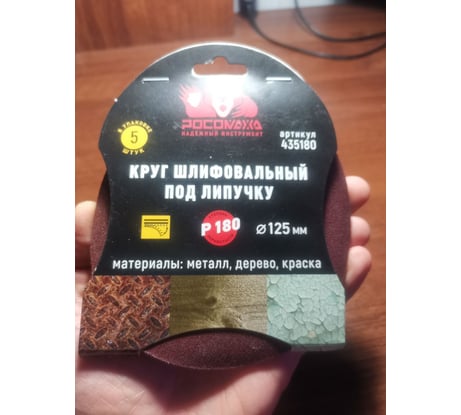 РОСОМАХА
НАДЕЖНЫЙ ИНСТРУМЕНТ
В УПАКОВКЕ
5
ШТУК
артикул
435180
КРУГ ШЛИФОВАЛЬНЫЙ
ПОД ЛИПУЧКУ
P 180
Ø 125 мм
материалы: металл, дерево, краска